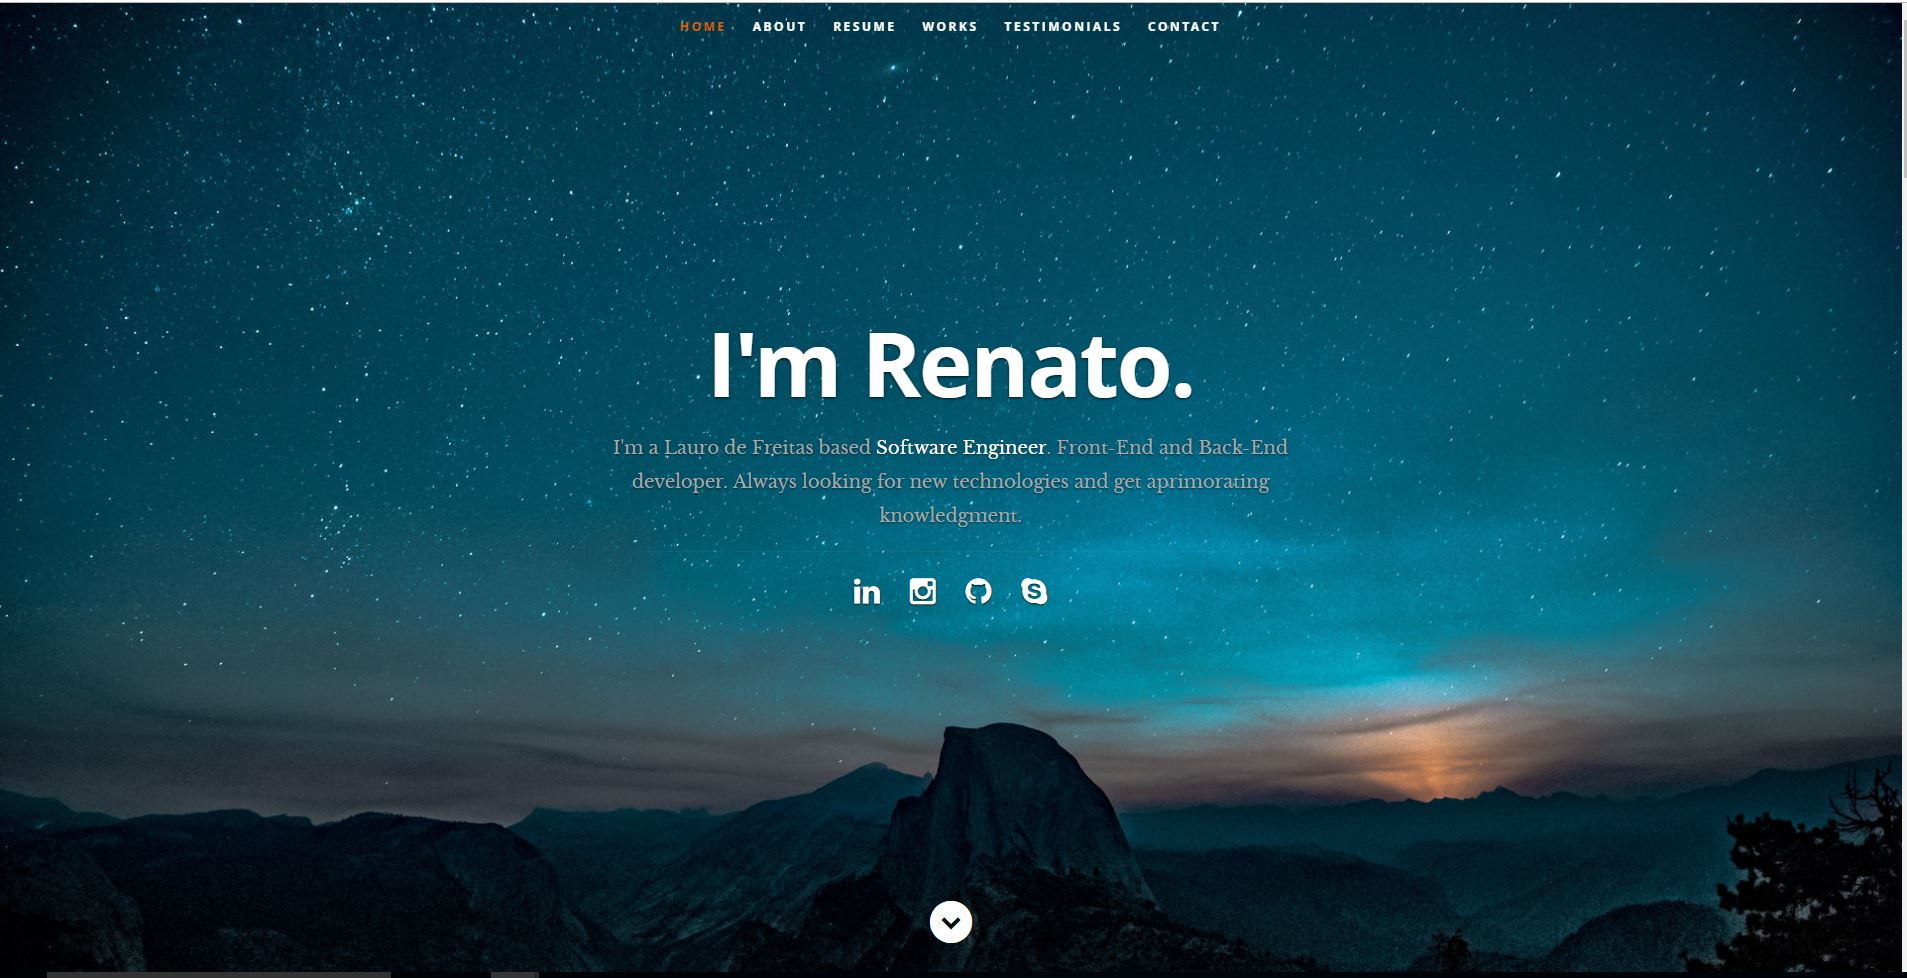 HOME ABOUT RESUME WORKS TESTIMONIALS CONTACT
I'm Renato.
I'm a Lauro de Freitas based Software Engineer. Front-End and Back-End
developer. Always looking for new technologies and get aprimorating
knowledgment.